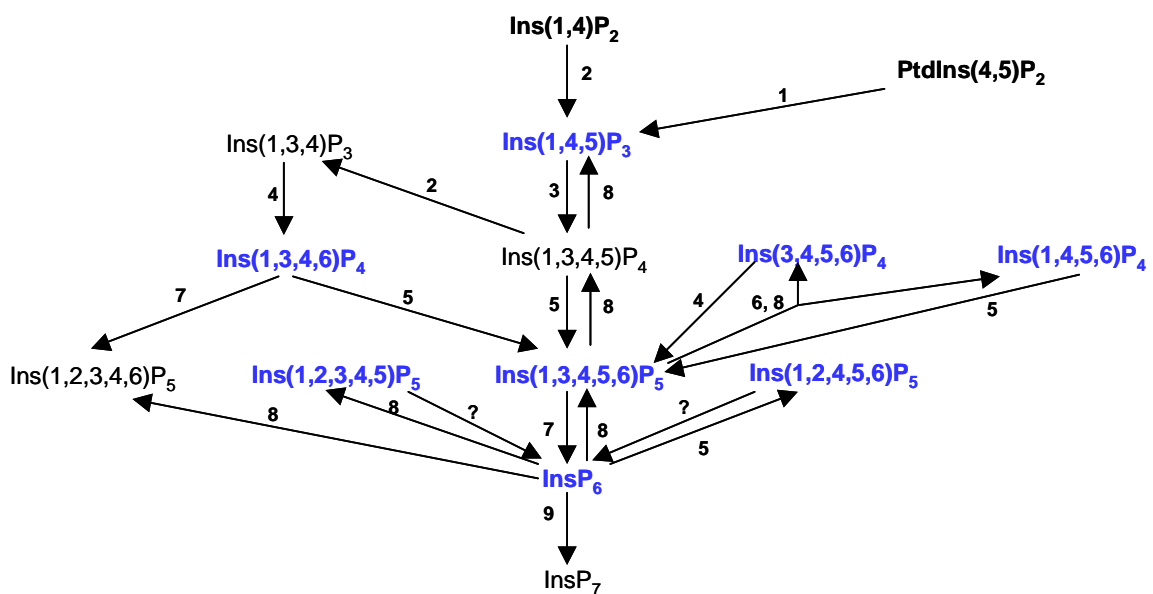 Ins(1,4)P2
2
PtdIns(4,5)P2
1
Ins(1,3,4)P3
Ins(1,4,5)P3
4
2
3
8
Ins(1,3,4,6)P4
Ins(1,3,4,5)P4
Ins(3,4,5,6)P4
Ins(1,4,5,6)P4
7
5
5
8
4
6, 8
5
Ins(1,2,3,4,6)P5
Ins(1,2,3,4,5)P5
Ins(1,3,4,5,6)P5
Ins(1,2,4,5,6)P5
8
8
?
7
8
?
5
InsP6
9
InsP7